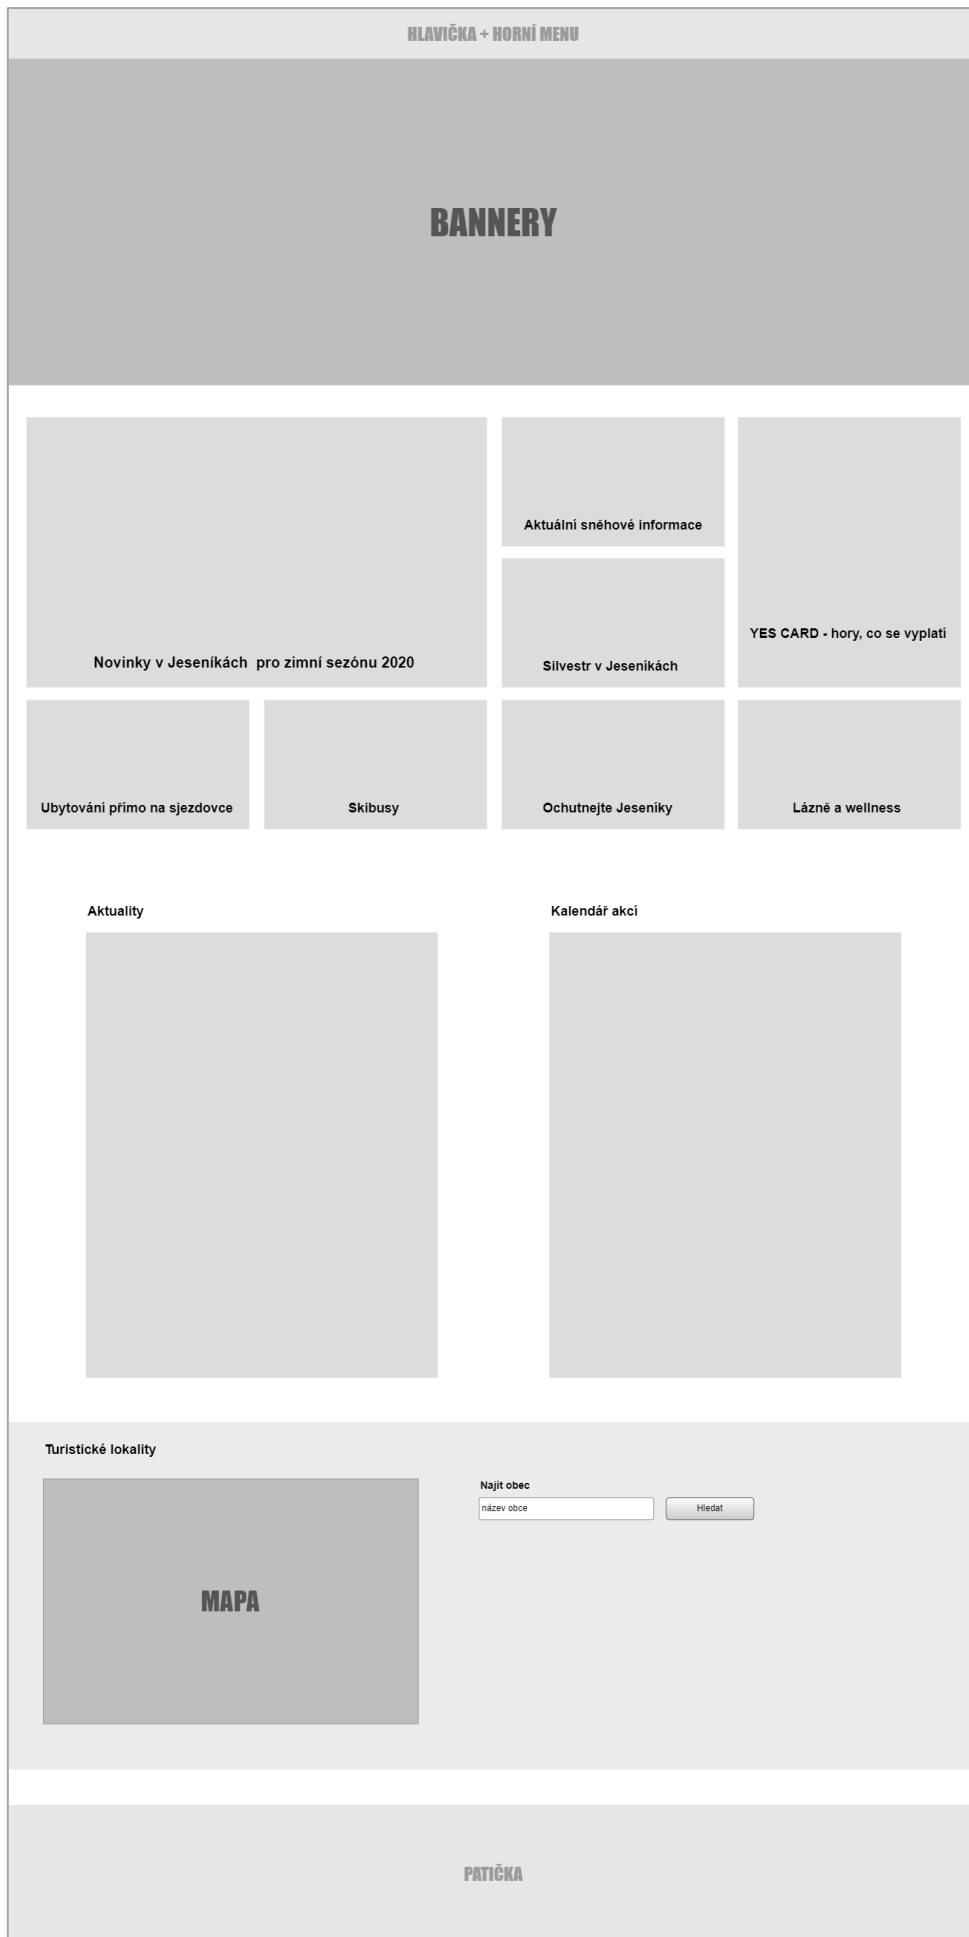 HLAVIČKA + HORNÍ MENU
BANNERY
Aktuální sněhové informace
YES CARD - hory, co se vyplatí
Novinky v Jeseníkách pro zimní sezónu 2020
Silvestr v Jeseníkách
Ubytování přímo na sjezdovce
Skibusy
Ochutnejte Jeseníky
Lázně a wellness
Aktuality
Kalendář akcí
Turistické lokality
Najít obec
název obce
Hledat
MAPA
PATIČKA